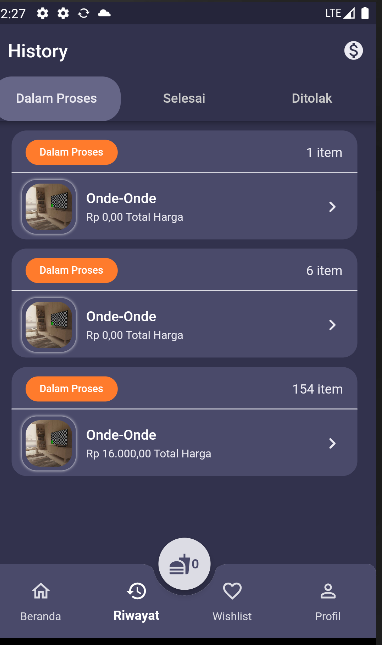 2:27
LTE
History
Dalam Proses Selesai Ditolak
Dalam Proses 1 item
Onde-Onde
Rp 0,00 Total Harga
Dalam Proses 6 item
Onde-Onde
Rp 0,00 Total Harga
Dalam Proses 154 item
Onde-Onde
Rp 16.000,00 Total Harga
0
Beranda Riwayat Wishlist Profil